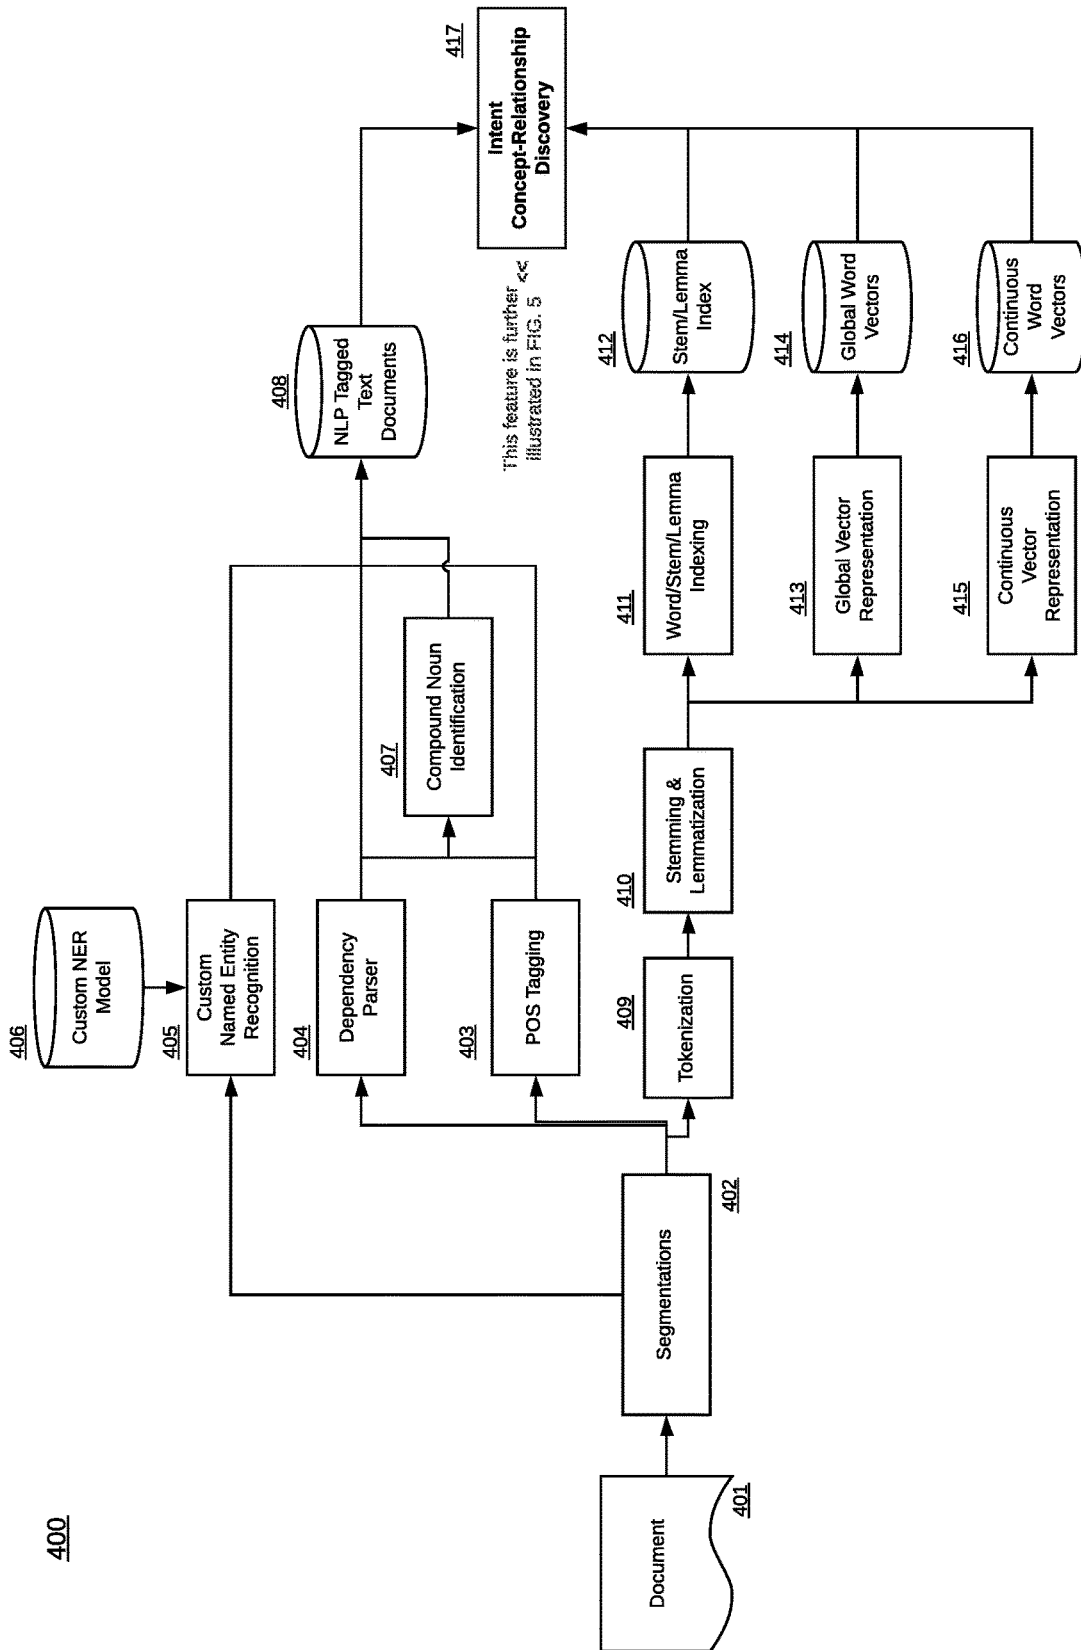 400
Document
401
Segmentations
402
406
Custom NER
Model
405
Custom
Named Entity
Recognition
404
Dependency
Parser
403
POS Tagging
407
Compound Noun
Identification
408
NLP Tagged
Text
Documents
409
Tokenization
410
Stemming &
Lemmatization
411
Word/Stem/Lemma
Indexing
412
Stem/Lemma
Index
413
Global Vector
Representation
414
Global Word
Vectors
415
Continuous
Vector
Representation
416
Continuous
Word
Vectors
417
Intent
Concept-Relationship
Discovery
This feature is further
illustrated in FIG. 5 <<